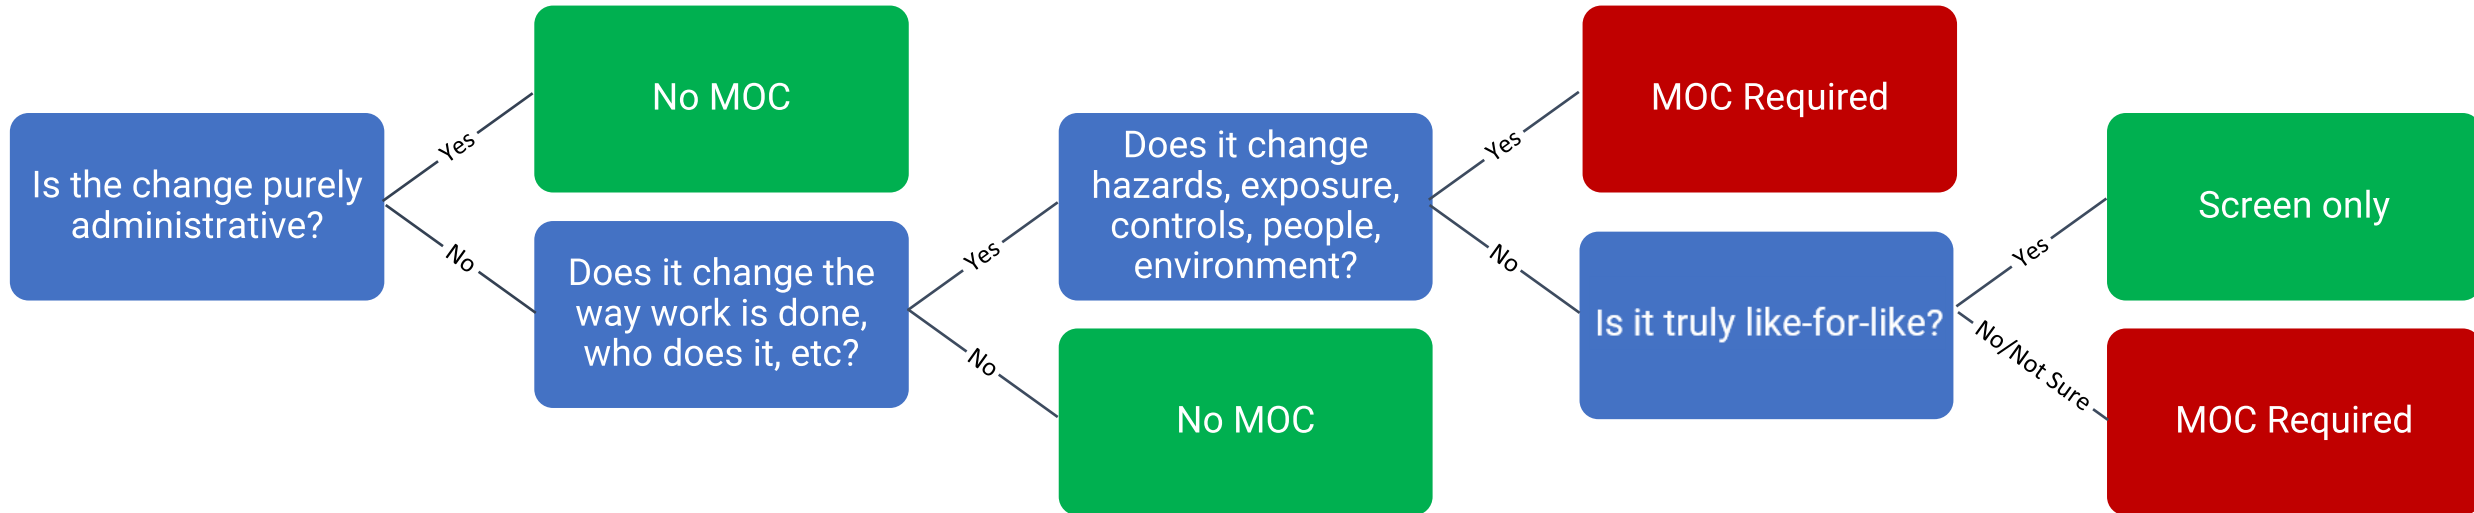 Is the change purely
administrative?
Yes
No
No MOC
Does it change the
way work is done,
who does it, etc?
Yes
No
Does it change
hazards, exposure,
controls, people,
environment?
No MOC
Yes
No
MOC Required
Is it truly like-for-like?
Yes
No/Not Sure
Screen only
MOC Required